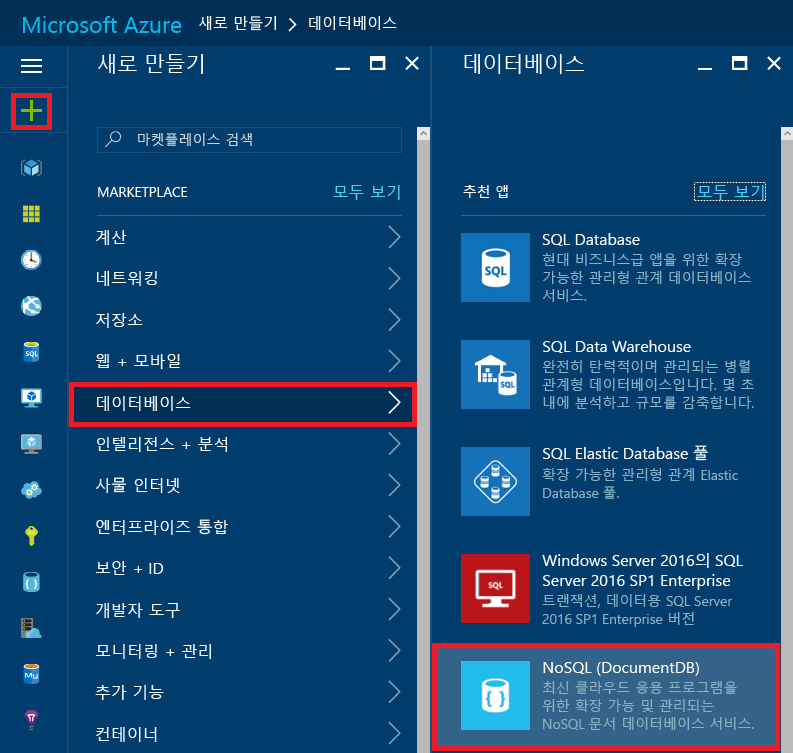 Microsoft Azure 새로 만들기 > 데이터베이스
새로 만들기
마켓플레이스 검색
MARKETPLACE 모두 보기
계산
네트워킹
저장소
웹 + 모바일
데이터베이스
인텔리전스 + 분석
사물 인터넷
엔터프라이즈 통합
보안 + ID
개발자 도구
모니터링 + 관리
추가 기능
컨테이너
데이터베이스
추천 앱 모두 보기
SQL
SQL Database
현대 비즈니스급 앱을 위한 확장
가능한 관리형 관계 데이터베이스
서비스.
SQL
SQL Data Warehouse
완전히 탄력적이며 관리되는 병렬
관계형 데이터베이스입니다. 몇 초
내에 분석하고 규모를 감축합니다.
SQL Elastic Database 풀
확장 가능한 관리형 관계 Elastic
Database 풀.
SQL
Windows Server 2016의 SQL
Server 2016 SP1 Enterprise
트랜잭션, 데이터용 SQL Server
2016 SP1 Enterprise 버전
{ }
NoSQL (DocumentDB)
최신 클라우드 응용 프로그램을
위한 확장 가능 및 관리되는
NoSQL 문서 데이터베이스 서비스.
SQL
My